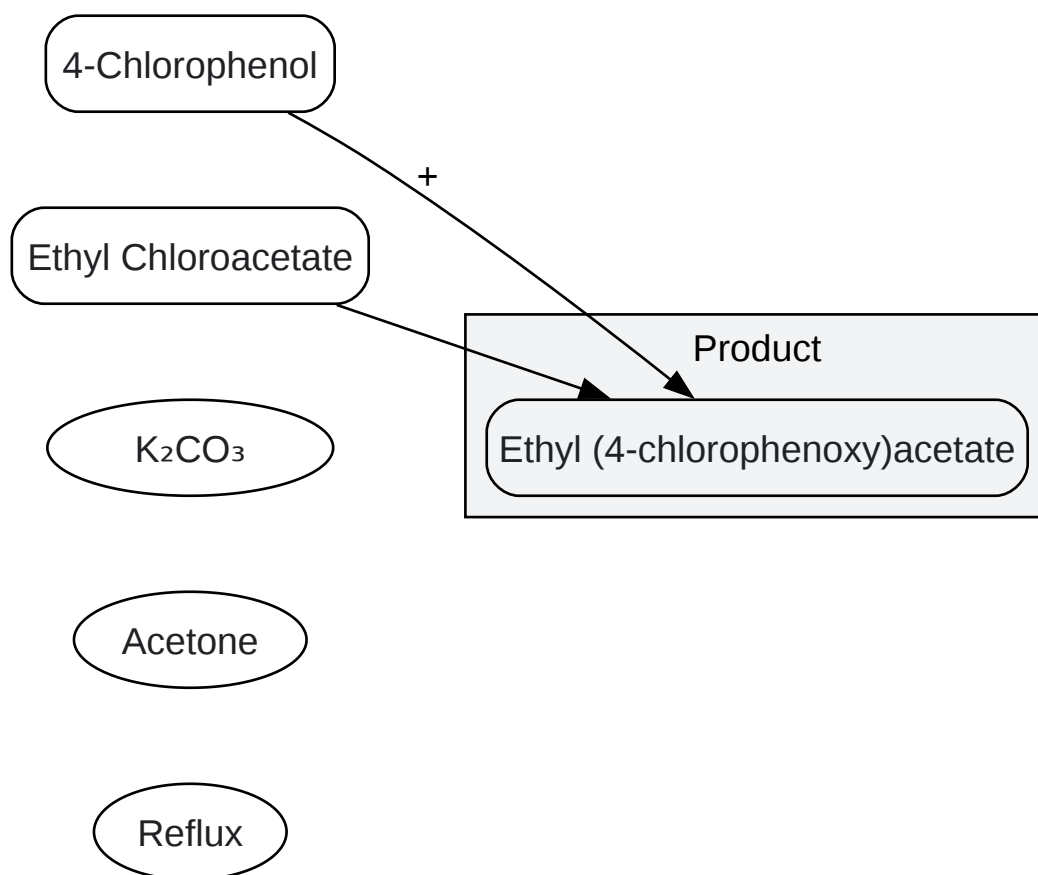 4-Chlorophenol
+
Ethyl Chloroacetate
Product
Ethyl (4-chlorophenoxy)acetate
K₂CO₃
Acetone
Reflux